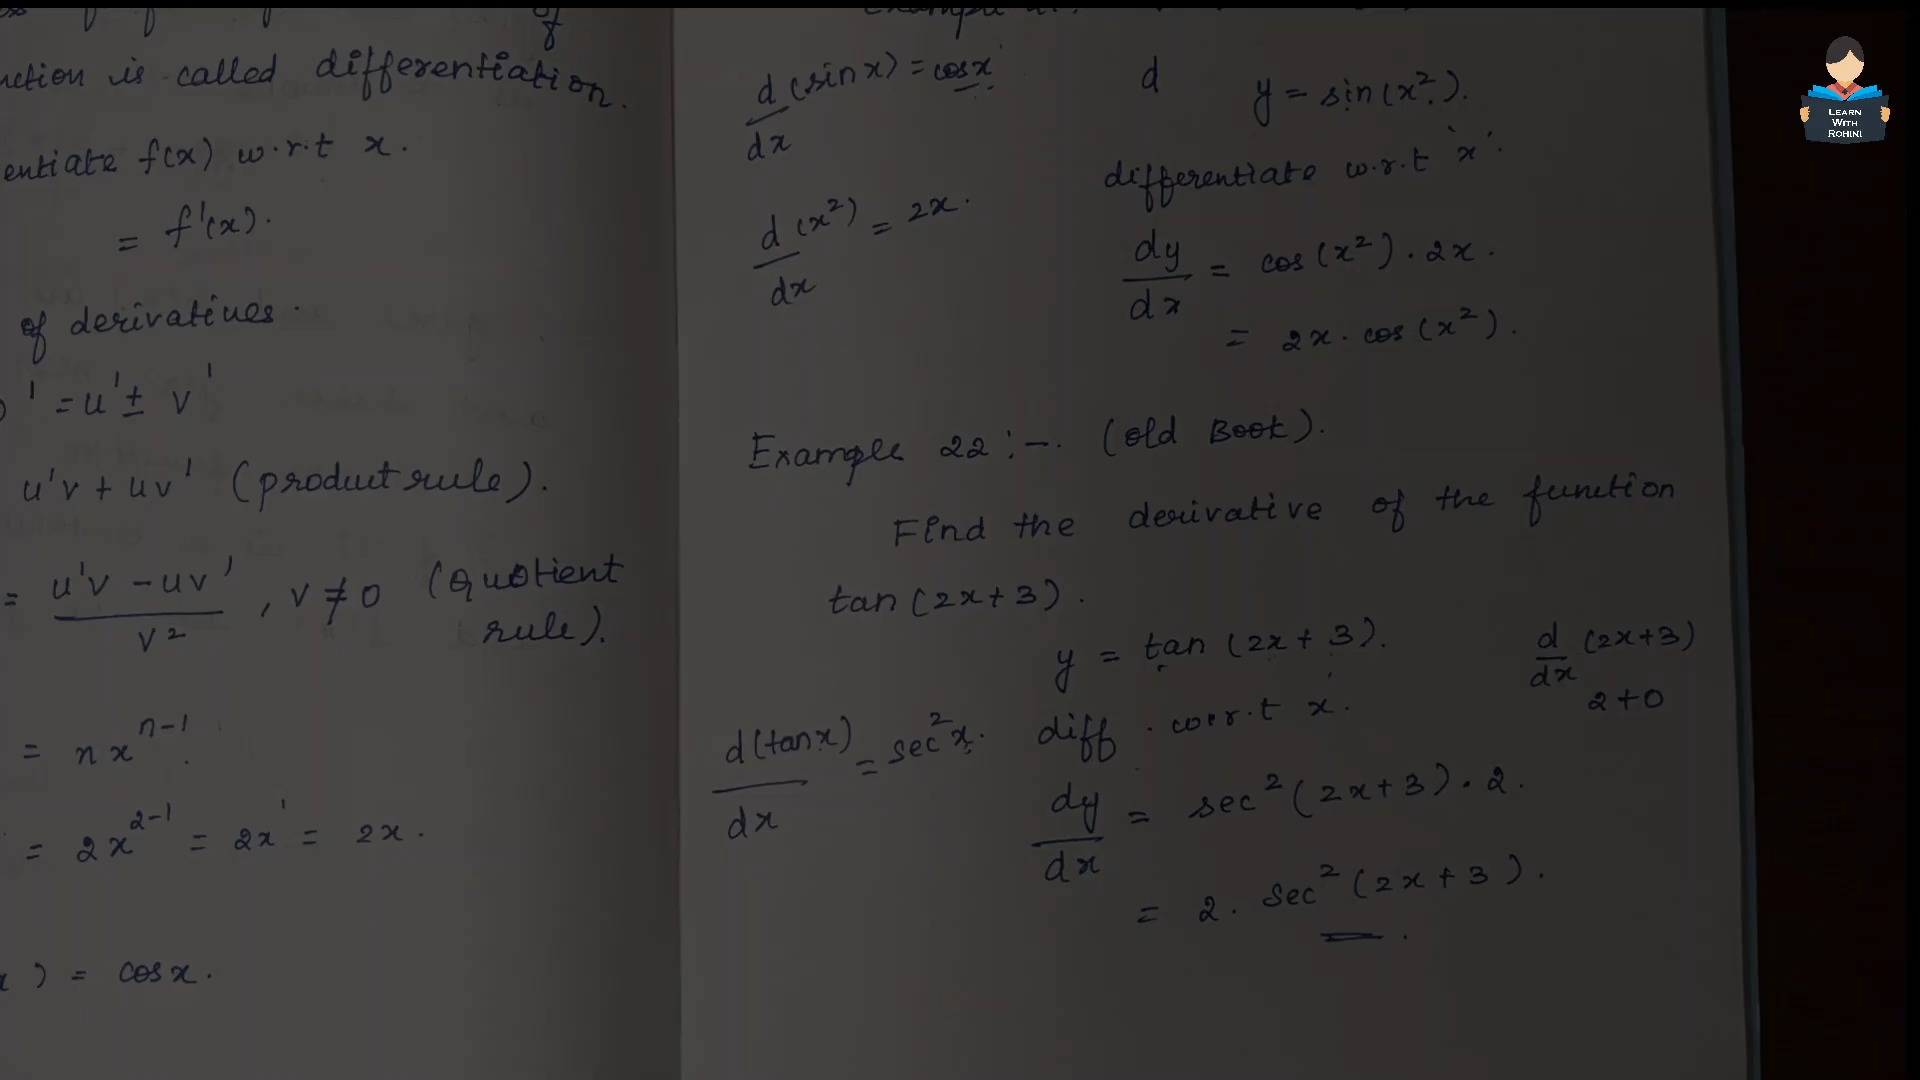 of
nction is called differentiation.
entiate f(x) w.r.t x.
= f'(x).
of derivatives.
' = u' ± v'
u'v + uv' (product rule).
= u'v - uv' / v², v ≠ 0 (Quotient rule).
= n x^(n-1).
= 2x^(2-1) = 2x' = 2x.
x) = cos x.
d/dx (sin x) = cos x
d/dx (x²) = 2x.
d y = sin(x²).
differentiate w.r.t 'x'.
dy/dx = cos(x²) . 2x.
= 2x . cos(x²).
Example 22 :- (Old Book).
Find the derivative of the function
tan(2x+3).
y = tan(2x+3).
d/dx (2x+3)
2+0
d(tan x)/dx = sec²x.
diff . w.r.t x.
dy/dx = sec²(2x+3) . 2.
= 2 . sec²(2x+3).
LEARN
WITH
ROHINI